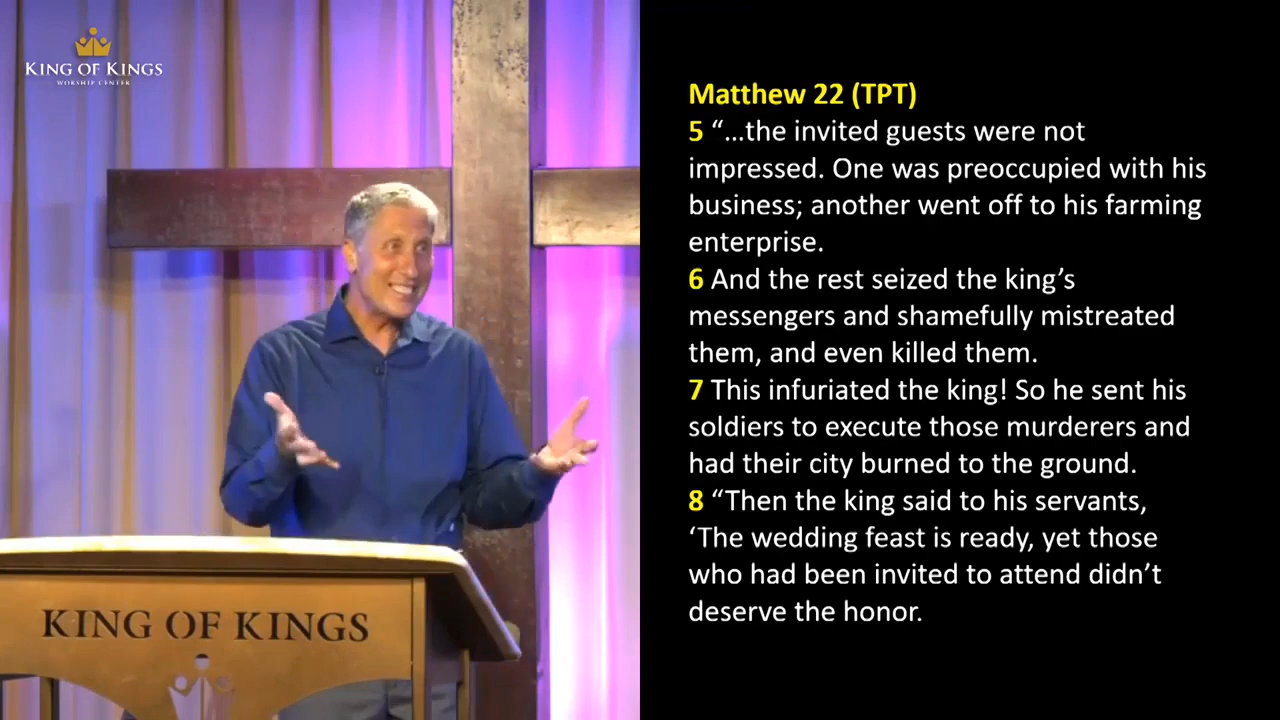 KING OF KINGS
WORSHIP CENTER
KING OF KINGS
Matthew 22 (TPT)
5 “...the invited guests were not
impressed. One was preoccupied with his
business; another went off to his farming
enterprise.
6 And the rest seized the king’s
messengers and shamefully mistreated
them, and even killed them.
7 This infuriated the king! So he sent his
soldiers to execute those murderers and
had their city burned to the ground.
8 “Then the king said to his servants,
‘The wedding feast is ready, yet those
who had been invited to attend didn’t
deserve the honor.